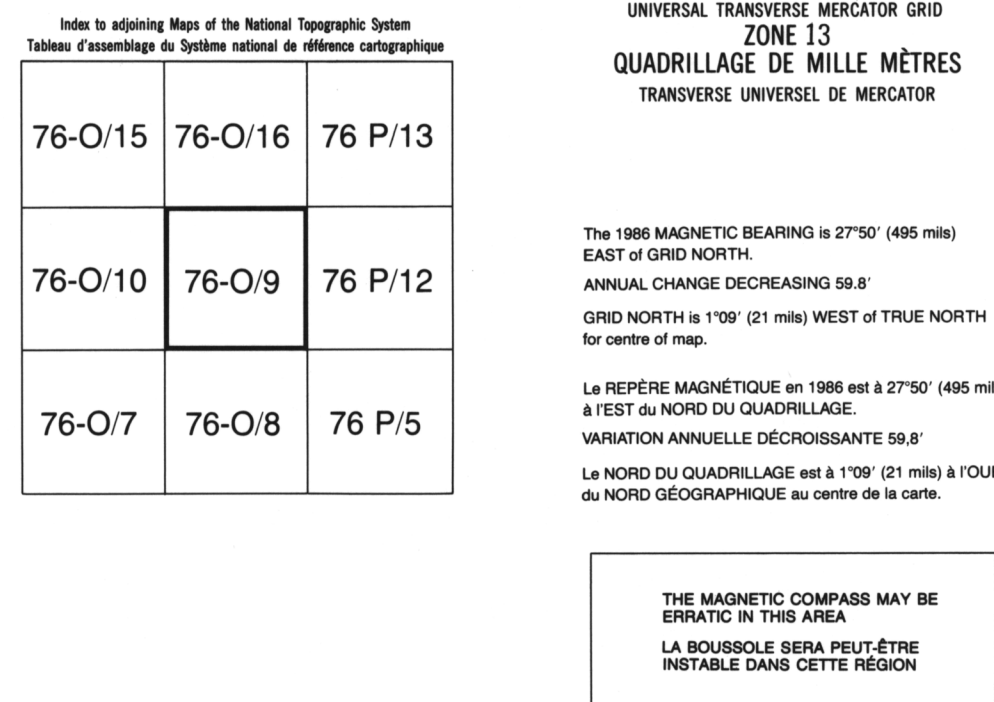 Index to adjoining Maps of the National Topographic System
Tableau d'assemblage du Système national de référence cartographique
76-O/15 76-O/16 76 P/13
76-O/10 76-O/9 76 P/12
76-O/7 76-O/8 76 P/5
UNIVERSAL TRANSVERSE MERCATOR GRID
ZONE 13
QUADRILLAGE DE MILLE MÈTRES
TRANSVERSE UNIVERSEL DE MERCATOR
The 1986 MAGNETIC BEARING is 27°50′ (495 mils)
EAST of GRID NORTH.
ANNUAL CHANGE DECREASING 59.8′
GRID NORTH is 1°09′ (21 mils) WEST of TRUE NORTH
for centre of map.
Le REPÈRE MAGNÉTIQUE en 1986 est à 27°50′ (495 mil
à l'EST du NORD DU QUADRILLAGE.
VARIATION ANNUELLE DÉCROISSANTE 59,8′
Le NORD DU QUADRILLAGE est à 1°09′ (21 mils) à l'OU
du NORD GÉOGRAPHIQUE au centre de la carte.
THE MAGNETIC COMPASS MAY BE
ERRATIC IN THIS AREA
LA BOUSSOLE SERA PEUT-ÊTRE
INSTABLE DANS CETTE RÉGION